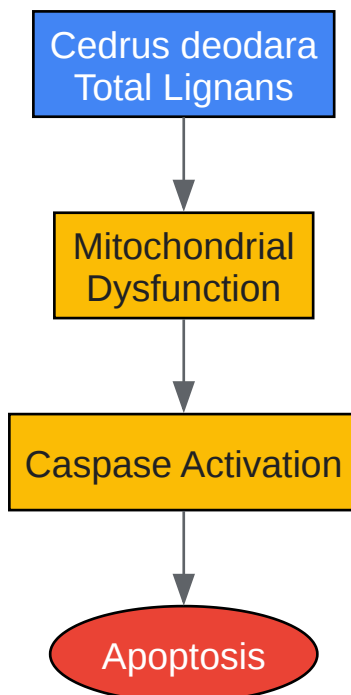 Cedrus deodara
Total Lignans
Mitochondrial
Dysfunction
Caspase Activation
Apoptosis